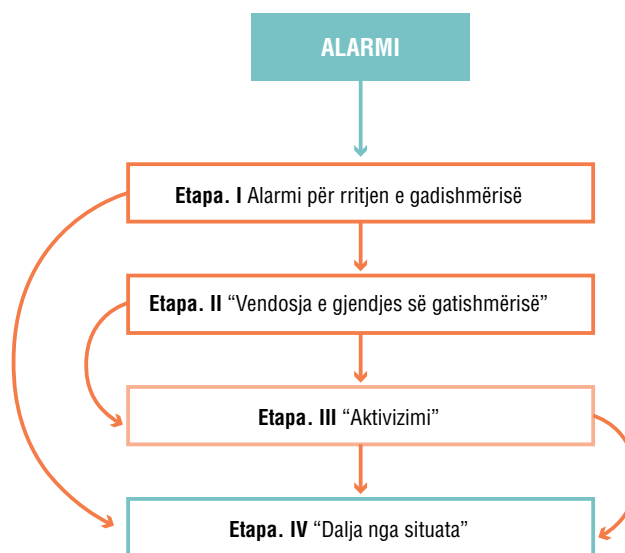 ALARMI
Etapa. I Alarmi për rritjen e gadishmërisë
Etapa. II “Vendosja e gjendjes së gatishmërisë”
Etapa. III “Aktivizimi”
Etapa. IV “Dalja nga situata”